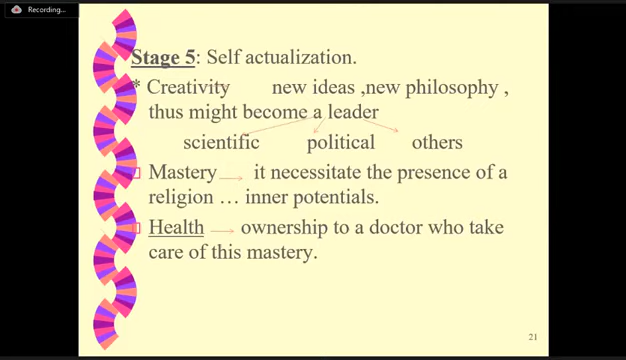 Recording...
Stage 5: Self actualization.
* Creativity new ideas ,new philosophy ,
thus might become a leader
scientific political others
Mastery it necessitate the presence of a
religion … inner potentials.
Health ownership to a doctor who take
care of this mastery.
21